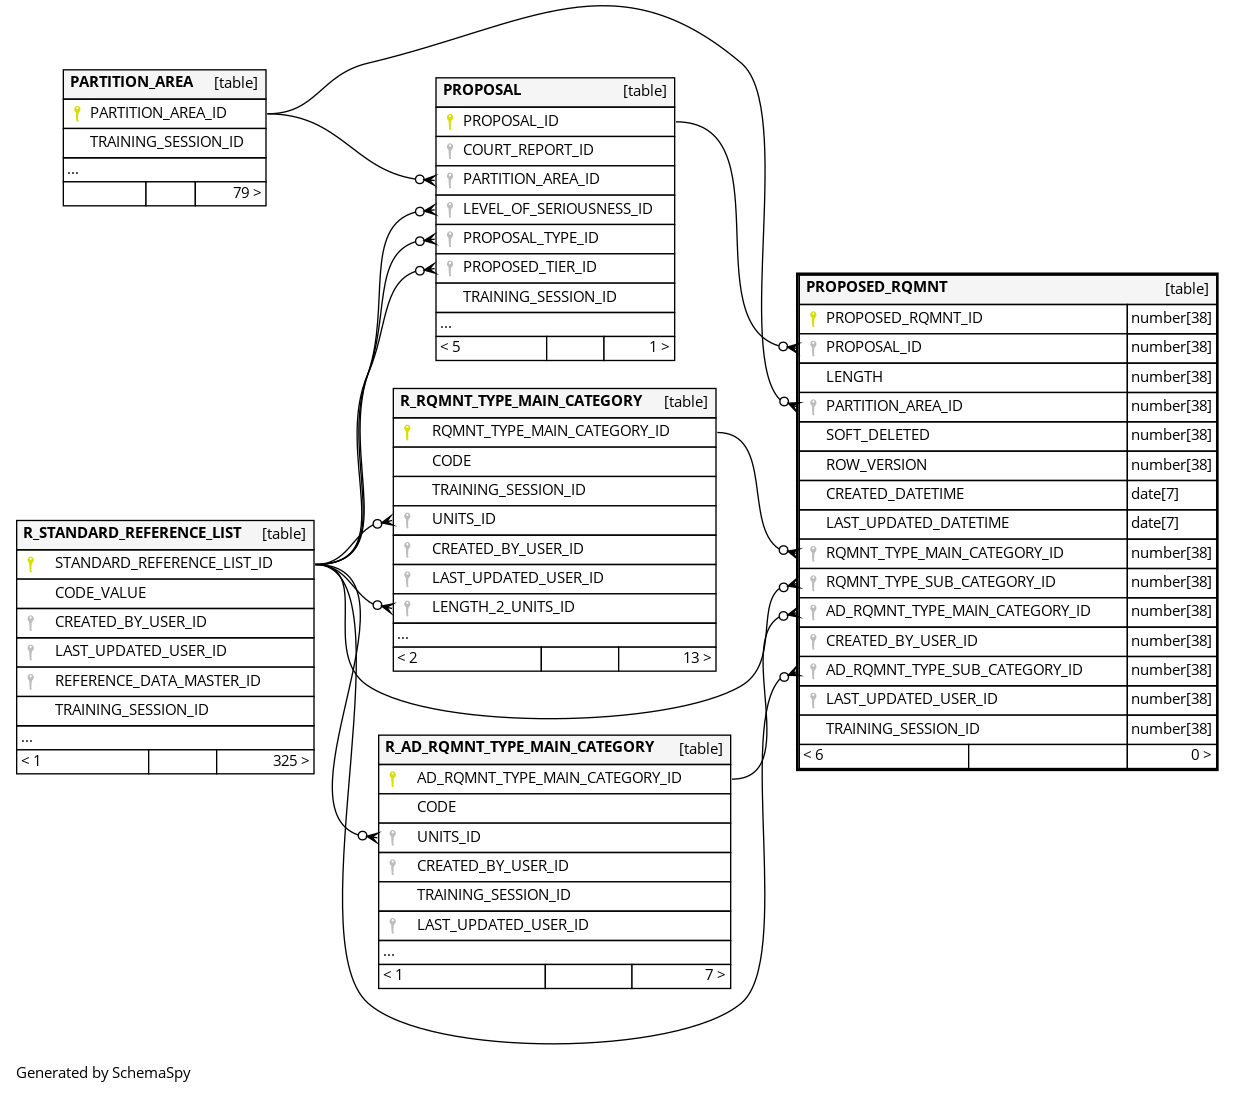 PARTITION_AREA [table]
PARTITION_AREA_ID
TRAINING_SESSION_ID
...
79 >
PROPOSAL [table]
PROPOSAL_ID
COURT_REPORT_ID
PARTITION_AREA_ID
LEVEL_OF_SERIOUSNESS_ID
PROPOSAL_TYPE_ID
PROPOSED_TIER_ID
TRAINING_SESSION_ID
...
< 5 1 >
PROPOSED_RQMNT [table]
PROPOSED_RQMNT_ID number[38]
PROPOSAL_ID number[38]
LENGTH number[38]
PARTITION_AREA_ID number[38]
SOFT_DELETED number[38]
ROW_VERSION number[38]
CREATED_DATETIME date[7]
LAST_UPDATED_DATETIME date[7]
RQMNT_TYPE_MAIN_CATEGORY_ID number[38]
RQMNT_TYPE_SUB_CATEGORY_ID number[38]
AD_RQMNT_TYPE_MAIN_CATEGORY_ID number[38]
CREATED_BY_USER_ID number[38]
AD_RQMNT_TYPE_SUB_CATEGORY_ID number[38]
LAST_UPDATED_USER_ID number[38]
TRAINING_SESSION_ID number[38]
< 6 0 >
R_RQMNT_TYPE_MAIN_CATEGORY [table]
RQMNT_TYPE_MAIN_CATEGORY_ID
CODE
TRAINING_SESSION_ID
UNITS_ID
CREATED_BY_USER_ID
LAST_UPDATED_USER_ID
LENGTH_2_UNITS_ID
...
< 2 13 >
R_STANDARD_REFERENCE_LIST [table]
STANDARD_REFERENCE_LIST_ID
CODE_VALUE
CREATED_BY_USER_ID
LAST_UPDATED_USER_ID
REFERENCE_DATA_MASTER_ID
TRAINING_SESSION_ID
...
< 1 325 >
R_AD_RQMNT_TYPE_MAIN_CATEGORY [table]
AD_RQMNT_TYPE_MAIN_CATEGORY_ID
CODE
UNITS_ID
CREATED_BY_USER_ID
TRAINING_SESSION_ID
LAST_UPDATED_USER_ID
...
< 1 7 >
Generated by SchemaSpy